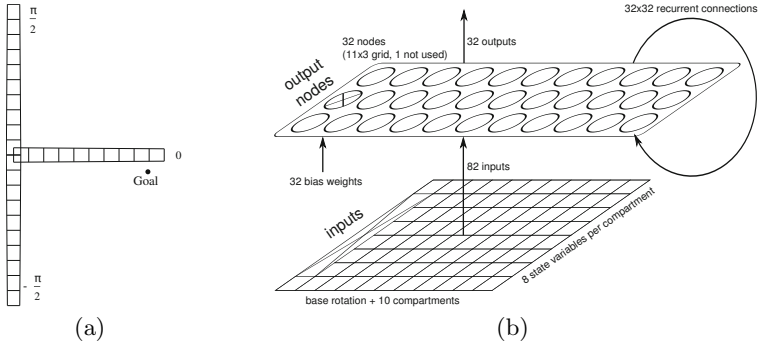 π
2
0
Goal
- π
2
(a)
32x32 recurrent connections
32 nodes
(11x3 grid, 1 not used)
32 outputs
output
nodes
32 bias weights
82 inputs
inputs
8 state variables per compartment
base rotation + 10 compartments
(b)